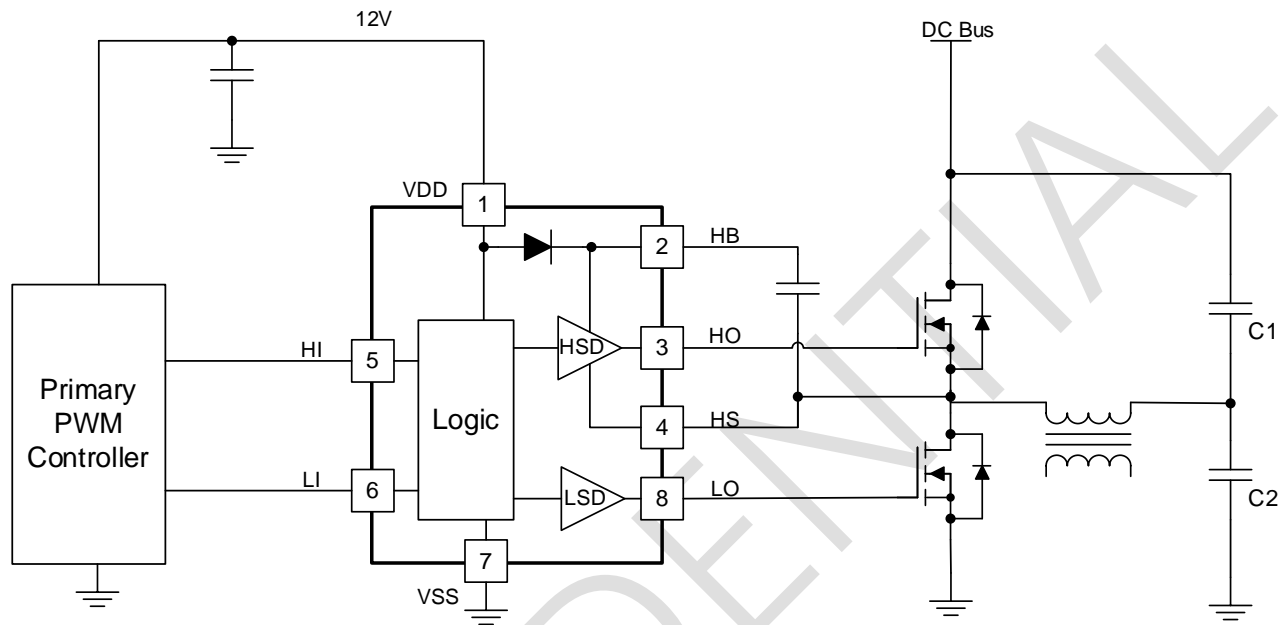 12V
DC Bus
VDD
1
2
HB
HI
5
HSD
3
HO
C1
Primary
PWM
Controller
Logic
4
HS
LI
6
LSD
8
LO
C2
7
VSS
DENTIAL